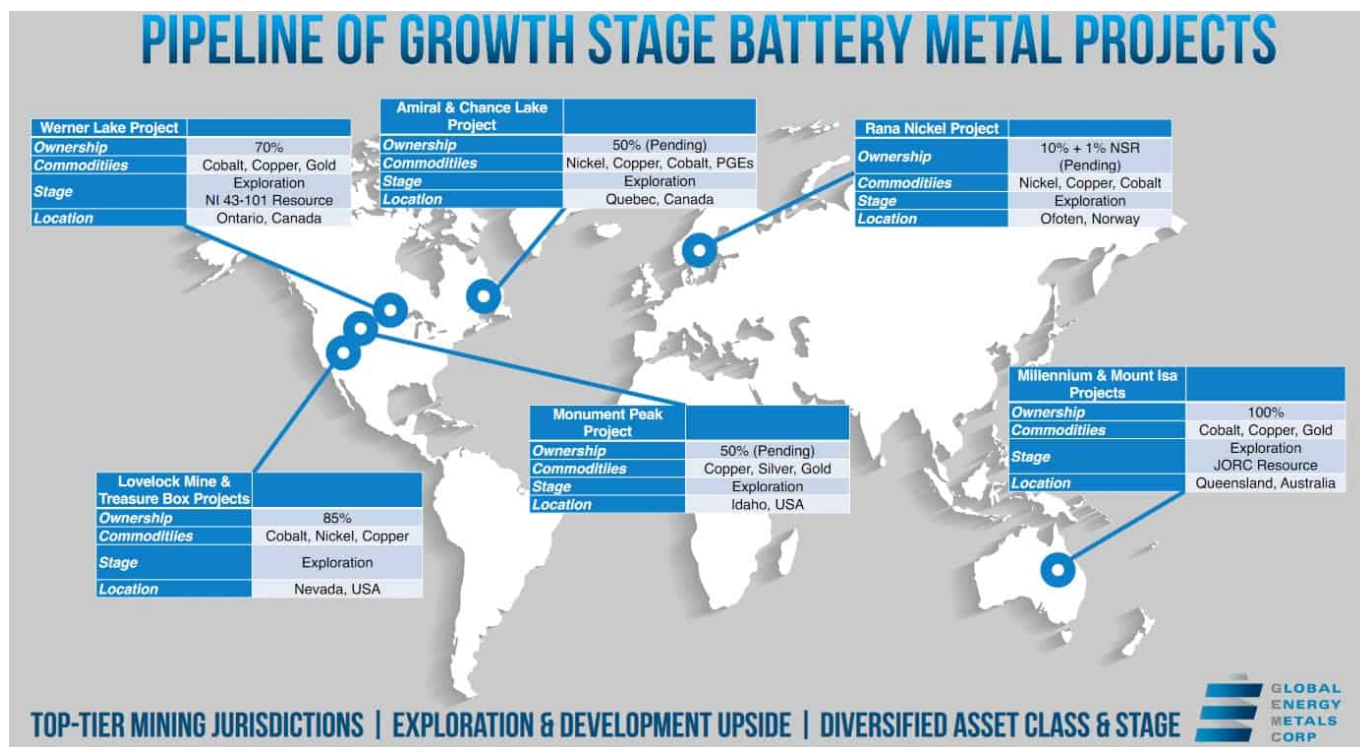 PIPELINE OF GROWTH STAGE BATTERY METAL PROJECTS
Werner Lake Project
Ownership 70%
Commoditiies Cobalt, Copper, Gold
Stage Exploration
NI 43-101 Resource
Location Ontario, Canada
Amiral & Chance Lake
Project
Ownership 50% (Pending)
Commoditiies Nickel, Copper, Cobalt, PGEs
Stage Exploration
Location Quebec, Canada
Rana Nickel Project
Ownership 10% + 1% NSR
(Pending)
Commoditiies Nickel, Copper, Cobalt
Stage Exploration
Location Ofoten, Norway
Lovelock Mine &
Treasure Box Projects
Ownership 85%
Commoditiies Cobalt, Nickel, Copper
Stage Exploration
Location Nevada, USA
Monument Peak
Project
Ownership 50% (Pending)
Commoditiies Copper, Silver, Gold
Stage Exploration
Location Idaho, USA
Millennium & Mount Isa
Projects
Ownership 100%
Commoditiies Cobalt, Copper, Gold
Stage Exploration
JORC Resource
Location Queensland, Australia
TOP-TIER MINING JURISDICTIONS | EXPLORATION & DEVELOPMENT UPSIDE | DIVERSIFIED ASSET CLASS & STAGE
GLOBAL
ENERGY
METALS
CORP